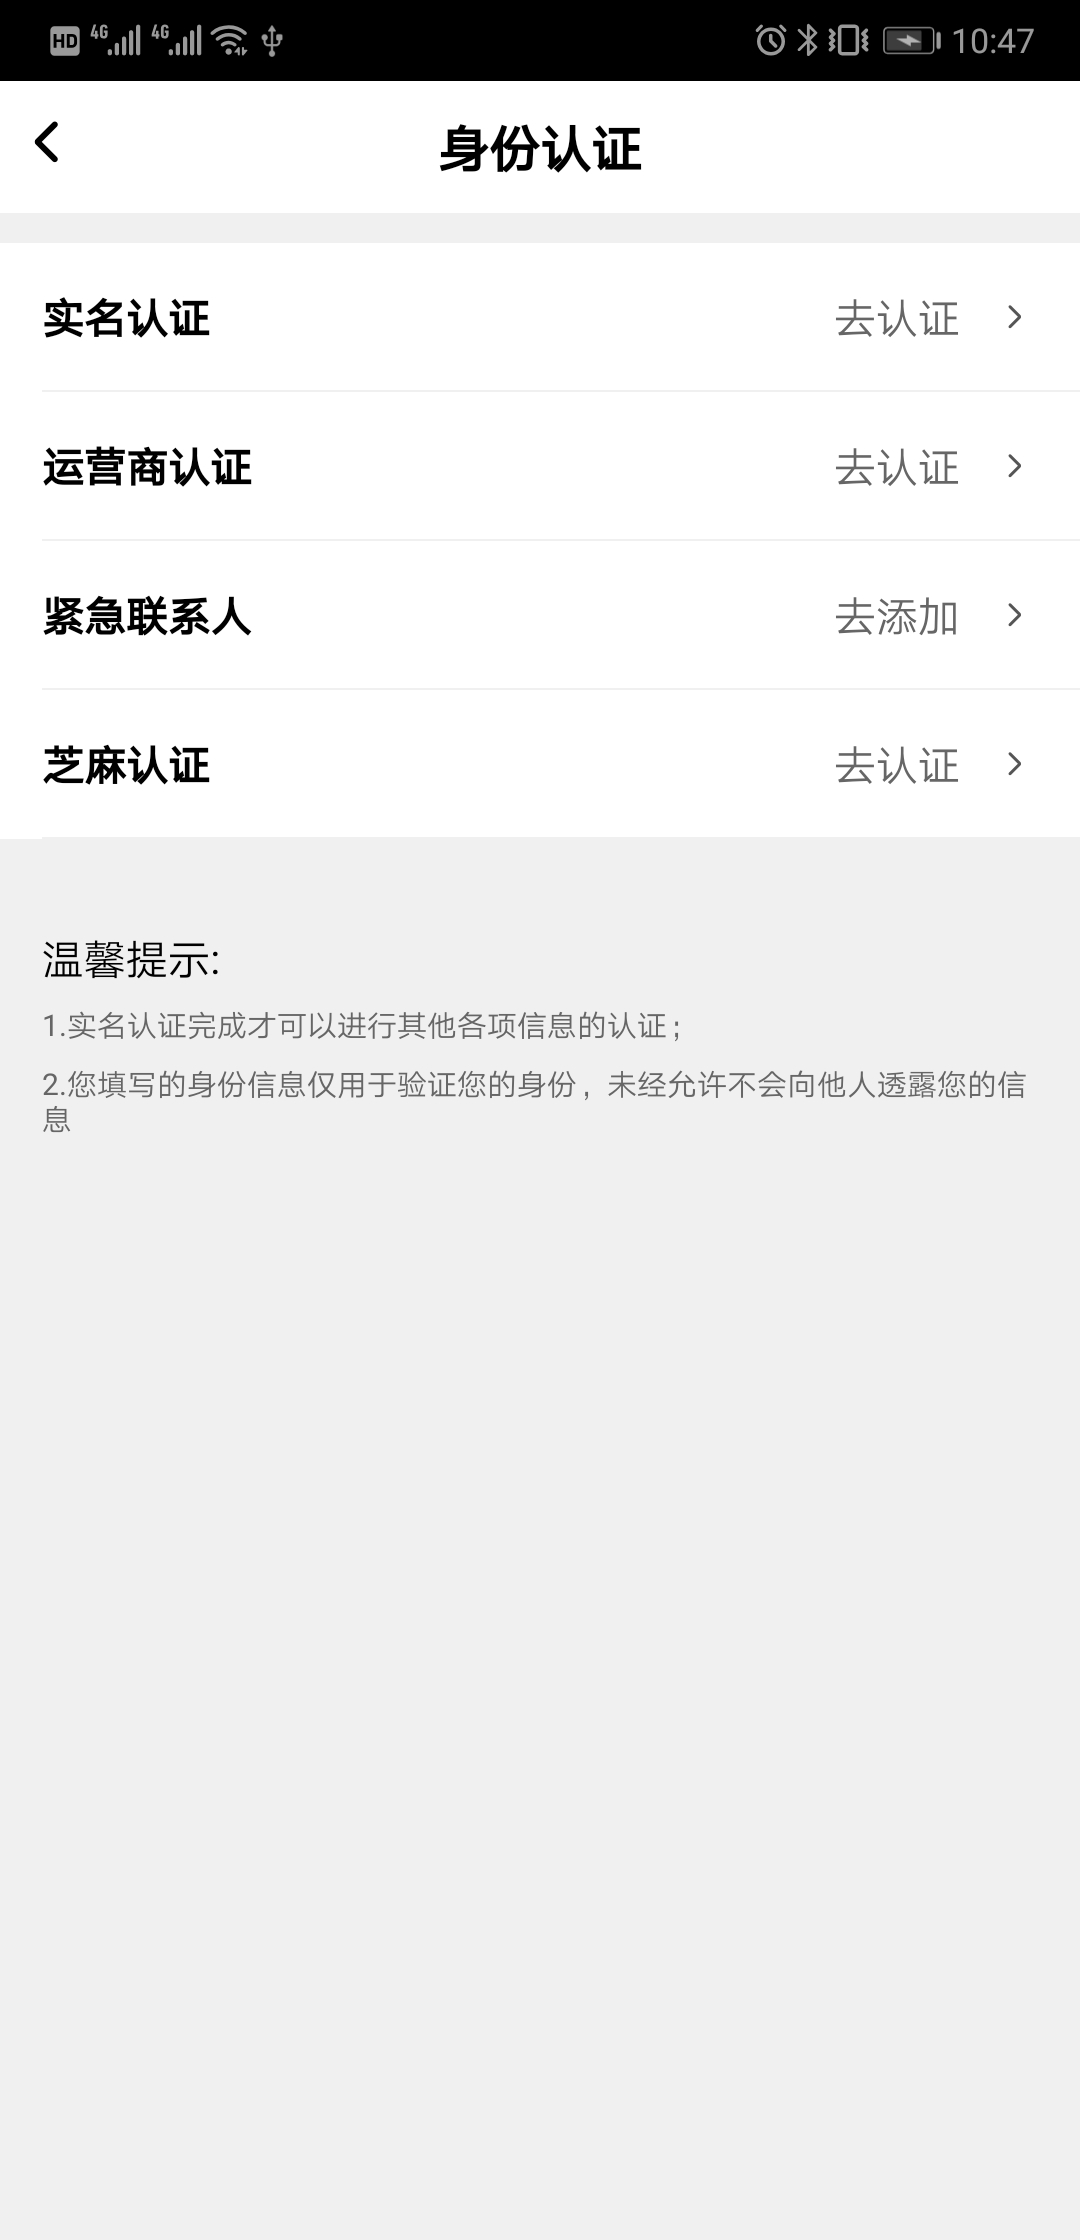 HD 4G 4G 10:47
身份认证
实名认证 去认证
运营商认证 去认证
紧急联系人 去添加
芝麻认证 去认证
温馨提示:
1.实名认证完成才可以进行其他各项信息的认证；
2.您填写的身份信息仅用于验证您的身份，未经允许不会向他人透露您的信
息